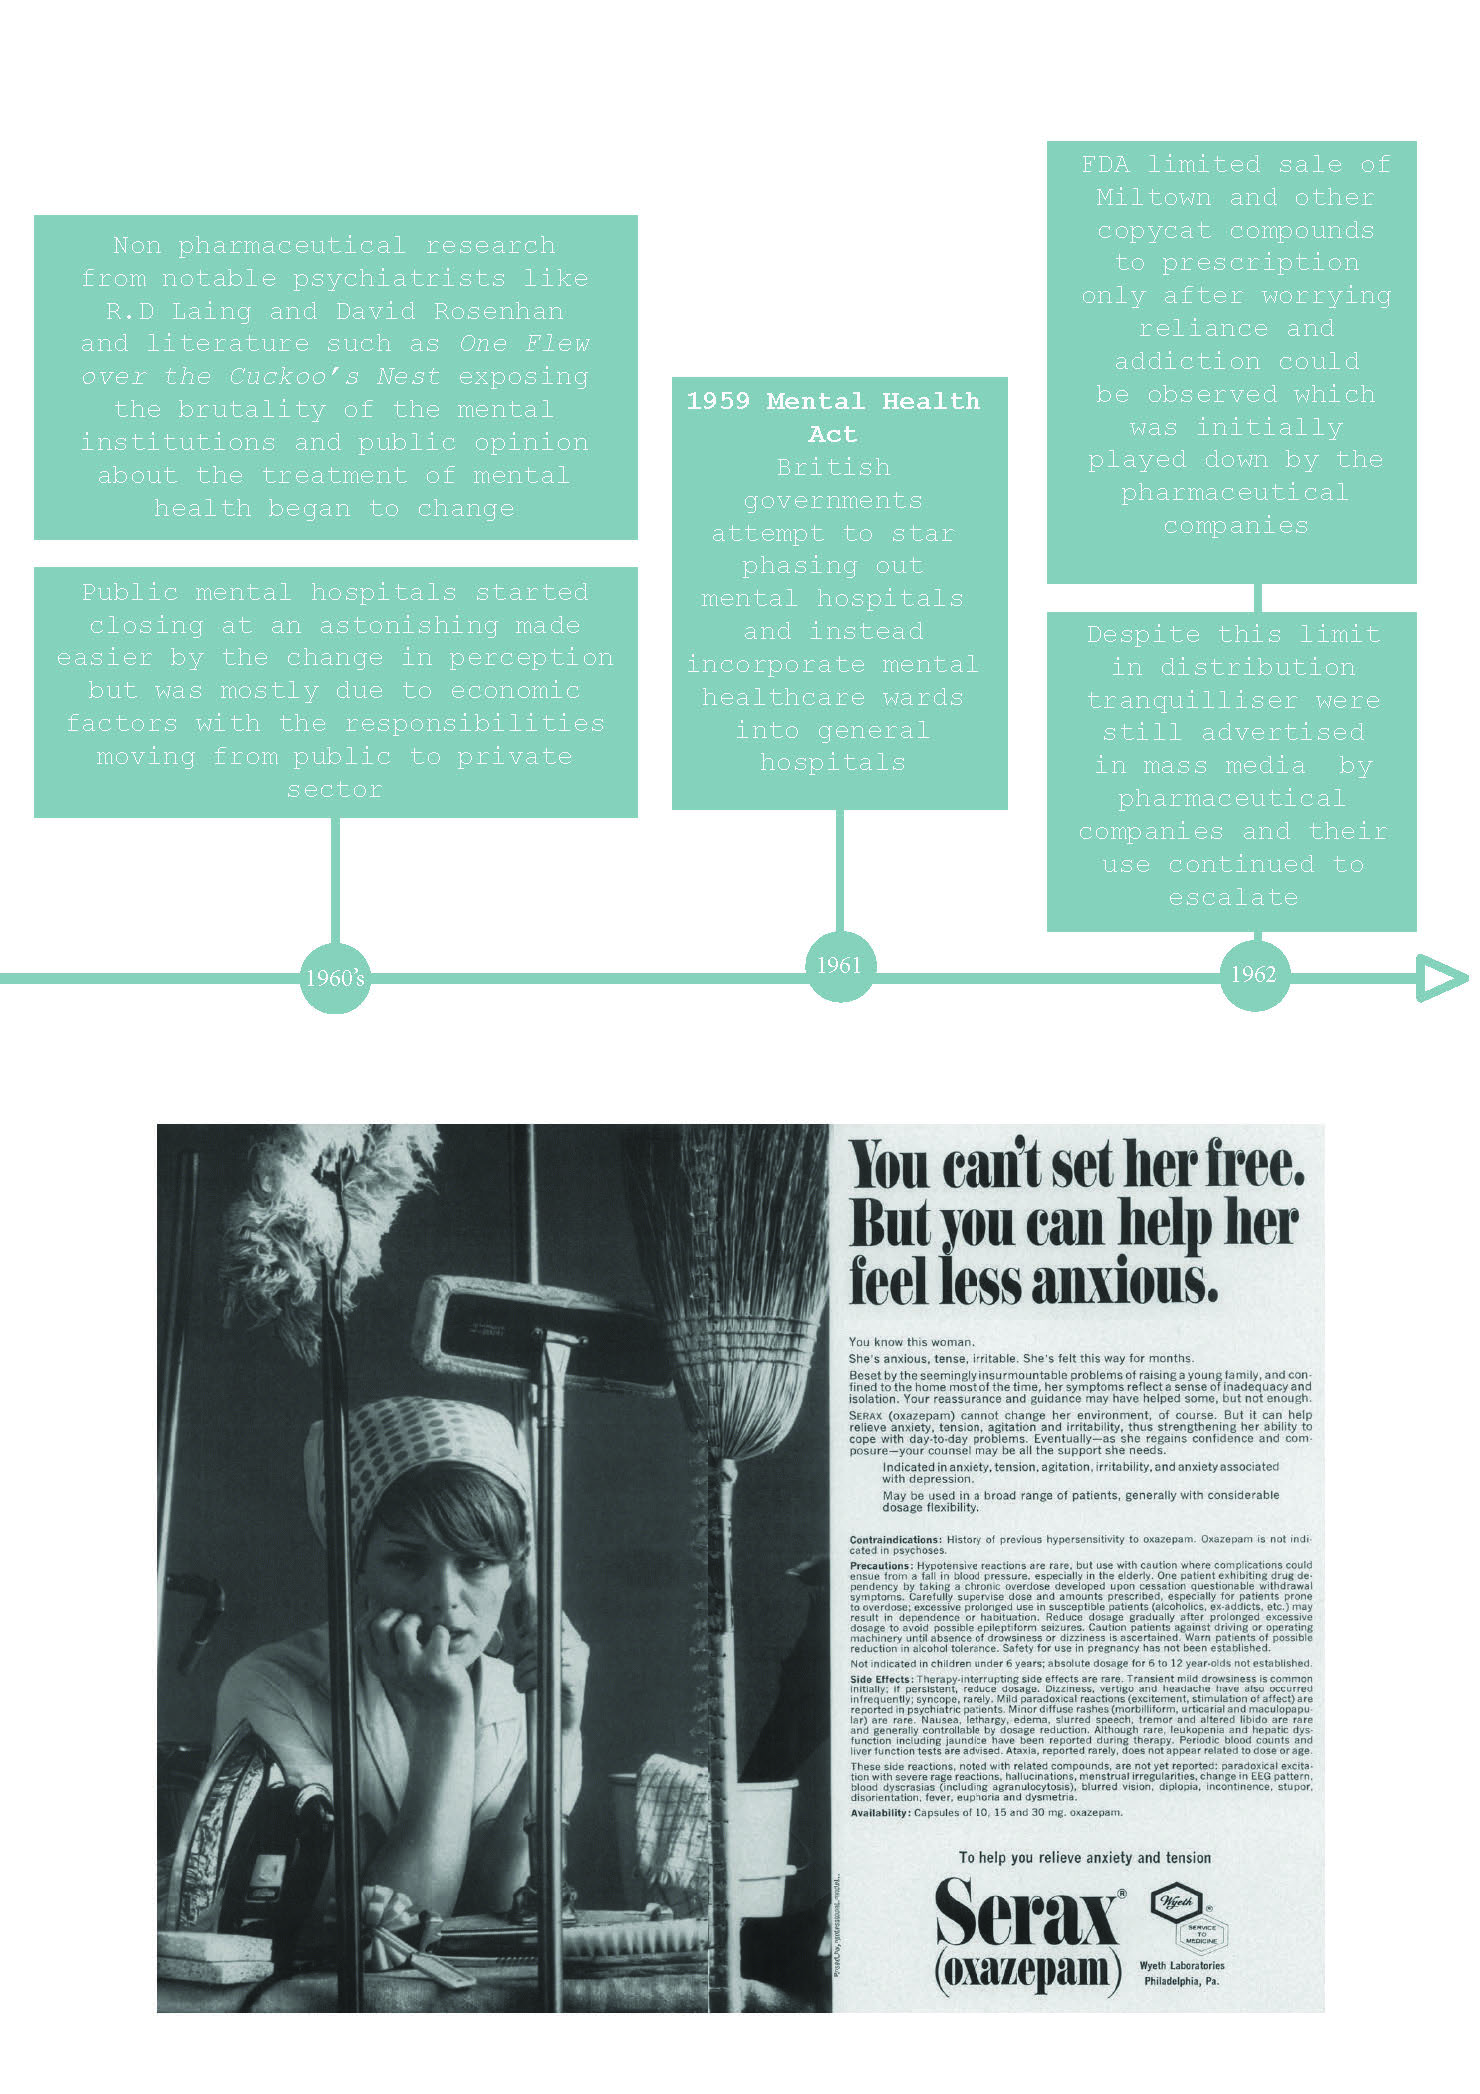 Non pharmaceutical research
from notable psychiatrists like
R.D Laing and David Rosenhan
and literature such as One Flew
over the Cuckoo's Nest exposing
the brutality of the mental
institutions and public opinion
about the treatment of mental
health began to change
Public mental hospitals started
closing at an astonishing made
easier by the change in perception
but was mostly due to economic
factors with the responsibilities
moving from public to private
sector
1960's
1959 Mental Health
Act
British
governments
attempt to star
phasing out
mental hospitals
and instead
incorporate mental
healthcare wards
into general
hospitals
1961
FDA limited sale of
Miltown and other
copycat compounds
to prescription
only after worrying
reliance and
addiction could
be observed which
was initially
played down by the
pharmaceutical
companies
Despite this limit
in distribution
tranquilliser were
still advertised
in mass media by
pharmaceutical
companies and their
use continued to
escalate
1962
You can't set her free.
But you can help her
feel less anxious.
You know this woman.
She's anxious, tense, irritable. She's felt this way for months.
Beset by the seemingly insurmountable problems of raising a young family, and con-
fined to the home most of the time, her symptoms reflect a sense of inadequacy and
isolation. Your reassurance and guidance may have helped some, but not enough.
SERAX (oxazepam) cannot change her environment, of course. But it can help
relieve anxiety, tension, agitation and irritability, thus strengthening her ability to
cope with day-to-day problems. Eventually—as she regains confidence and com-
posure—your counsel may be all the support she needs.
Indicated in anxiety, tension, agitation, irritability, and anxiety associated
with depression.
May be used in a broad range of patients, generally with considerable
dosage flexibility.
Contraindications: History of previous hypersensitivity to oxazepam. Oxazepam is not indi-
cated in psychoses.
Precautions: Hypotensive reactions are rare, but use with caution where complications could
ensue from a fall in blood pressure, especially in the elderly. One patient exhibiting drug de-
pendency by taking a chronic overdose developed upon cessation questionable withdrawal
symptoms. Carefully supervise dose and amounts prescribed, especially for patients prone
to overdose; excessive prolonged use in susceptible patients (alcoholics, ex-addicts, etc.) may
result in dependence or habituation. Reduce dosage gradually after prolonged excessive
dosage to avoid possible epileptiform seizures. Caution patients against driving or operating
machinery until absence of drowsiness or dizziness is ascertained. Warn patients of possible
reduction in alcohol tolerance. Safety for use in pregnancy has not been established.
Not indicated in children under 6 years; absolute dosage for 6 to 12 year-olds not established.
Side Effects: Therapy-interrupting side effects are rare. Transient mild drowsiness is common
initially; if persistent, reduce dosage. Dizziness, vertigo and headache have also occurred
infrequently; syncope, rarely. Mild paradoxical reactions (excitement, stimulation of affect) are
reported in psychiatric patients. Minor diffuse rashes (morbilliform, urticarial and maculopapu-
lar) are rare. Nausea, lethargy, edema, slurred speech, tremor and altered libido are rare
and generally controllable by dosage reduction. Although rare, leukopenia and hepatic dys-
function including jaundice have been reported during therapy. Periodic blood counts and
liver function tests are advised. Ataxia, reported rarely, does not appear related to dose or age.
These side reactions, noted with related compounds, are not yet reported: paradoxical excita-
tion with severe rage reactions, hallucinations, menstrual irregularities, change in EEG pattern,
blood dyscrasias (including agranulocytosis), blurred vision, diplopia, incontinence, stupor,
disorientation, fever, euphoria and dysmetria.
Availability: Capsules of 10, 15 and 30 mg. oxazepam.
To help you relieve anxiety and tension
Serax®
(oxazepam)
Wyeth ®
SERVICE
TO
MEDICINE
Wyeth Laboratories
Philadelphia, Pa.